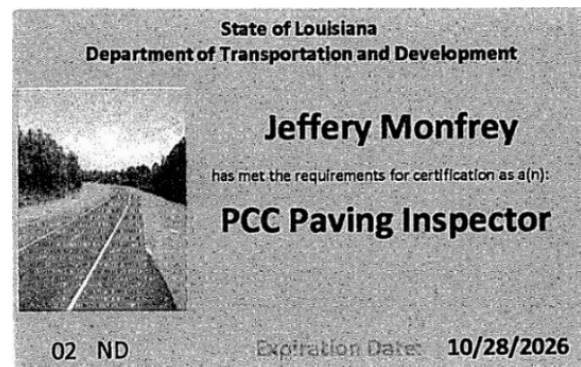 State of Louisiana
Department of Transportation and Development
Jeffery Monfrey
has met the requirements for certification as a(n):
PCC Paving Inspector
02 ND
Expiration Date: 10/28/2026